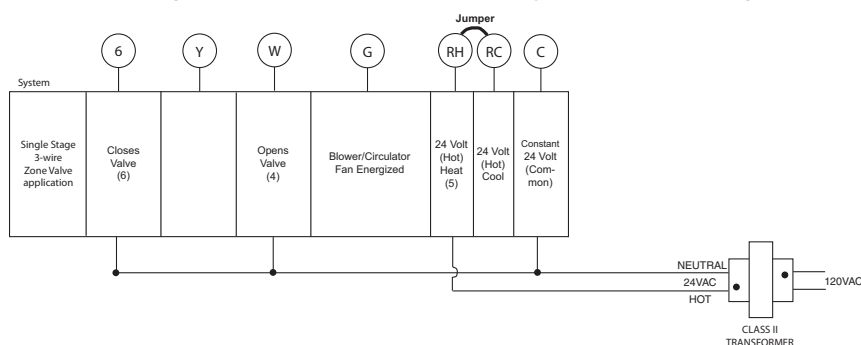 Jumper
6
Y
W
G
RH
RC
C
System
Single Stage
3-wire
Zone Valve
application
Closes
Valve
(6)
Opens
Valve
(4)
Blower/Circulator
Fan Energized
24 Volt
(Hot)
Heat
(5)
24 Volt
(Hot)
Cool
Constant
24 Volt
(Com-
mon)
NEUTRAL
24VAC
HOT
120VAC
CLASS II
TRANSFORMER